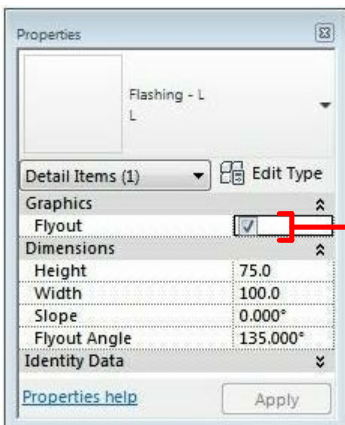 Properties
Flashing - L
L
Detail Items (1)
Edit Type
Graphics
Flyout
Dimensions
Height 75.0
Width 100.0
Slope 0.000°
Flyout Angle 135.000°
Identity Data
Properties help
Apply